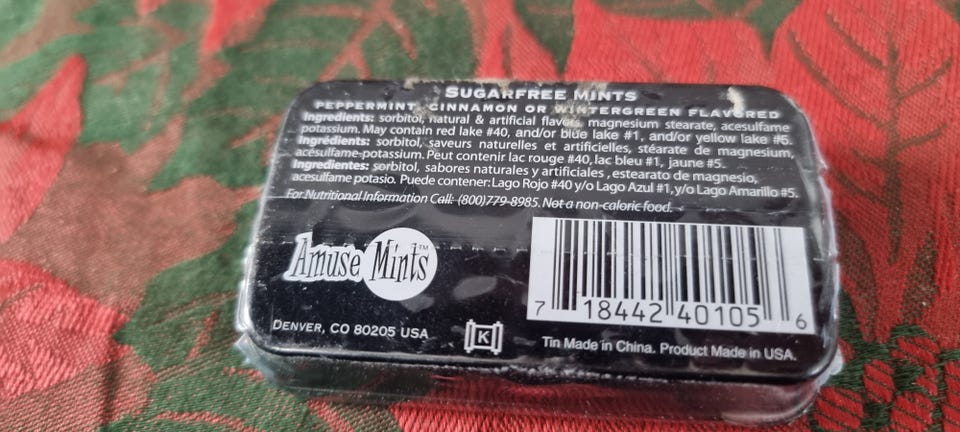 SUGARFREE MINTS
PEPPERMINT, CINNAMON OR WINTERGREEN FLAVORED
Ingredients: sorbitol, natural & artificial flavors, magnesium stearate, acesulfame
potassium. May contain red lake #40, and/or blue lake #1, and/or yellow lake #5.
Ingrédients: sorbitol, saveurs naturelles et artificielles, stéarate de magnesium,
acésulfame-potassium. Peut contenir lac rouge #40, lac bleu #1, jaune #5.
Ingredientes: sorbitol, sabores naturales y artificiales, estearato de magnesio,
acesulfame potasio. Puede contener: Lago Rojo #40 y/o Lago Azul #1, y/o Lago Amarillo #5.
For Nutritional Information Call: (800)779-8985. Not a non-caloric food.
Amuse Mints™
7 18442 40105 6
DENVER, CO 80205 USA
K
Tin Made in China. Product Made in USA.